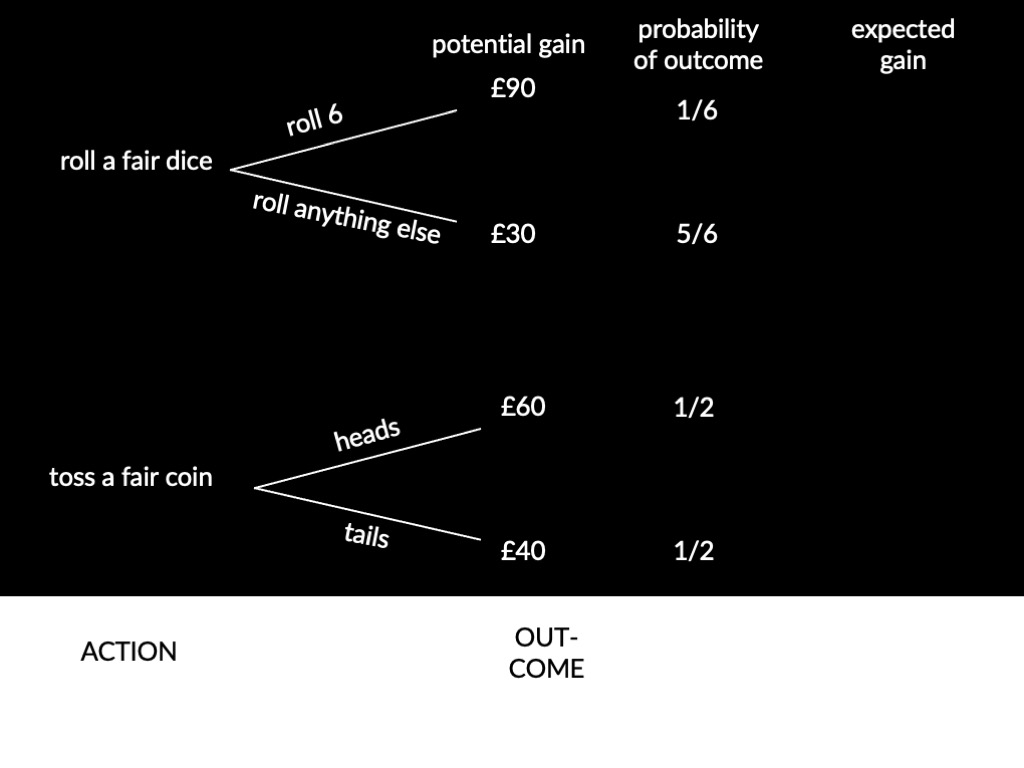 potential gain
probability
of outcome
expected
gain
£90
roll 6
1/6
roll a fair dice
roll anything else
£30
5/6
£60
1/2
heads
toss a fair coin
tails
£40
1/2
ACTION
OUT-
COME